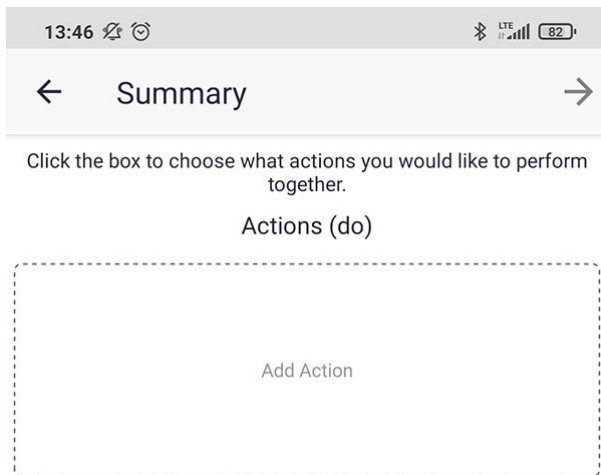 13:46 LTE 82
Summary
Click the box to choose what actions you would like to perform
together.
Actions (do)
Add Action